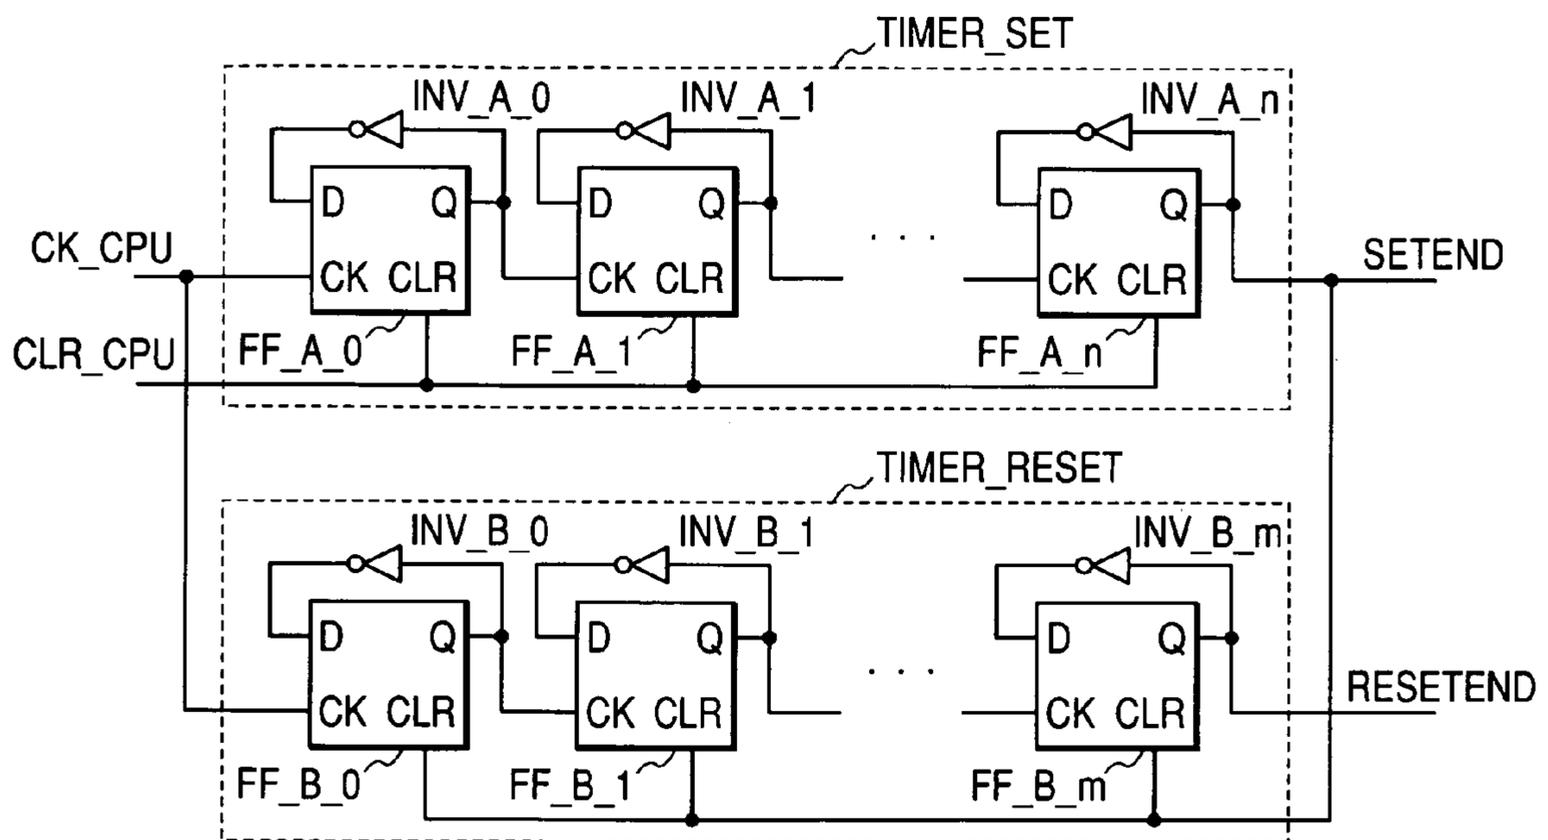 TIMER_SET
INV_A_0 INV_A_1 INV_A_n
D Q D Q . . . D Q
CK_CPU CK CLR CK CLR CK CLR SETEND
CLR_CPU FF_A_0 FF_A_1 FF_A_n
TIMER_RESET
INV_B_0 INV_B_1 INV_B_m
D Q D Q . . . D Q
CK CLR CK CLR CK CLR RESETEND
FF_B_0 FF_B_1 FF_B_m